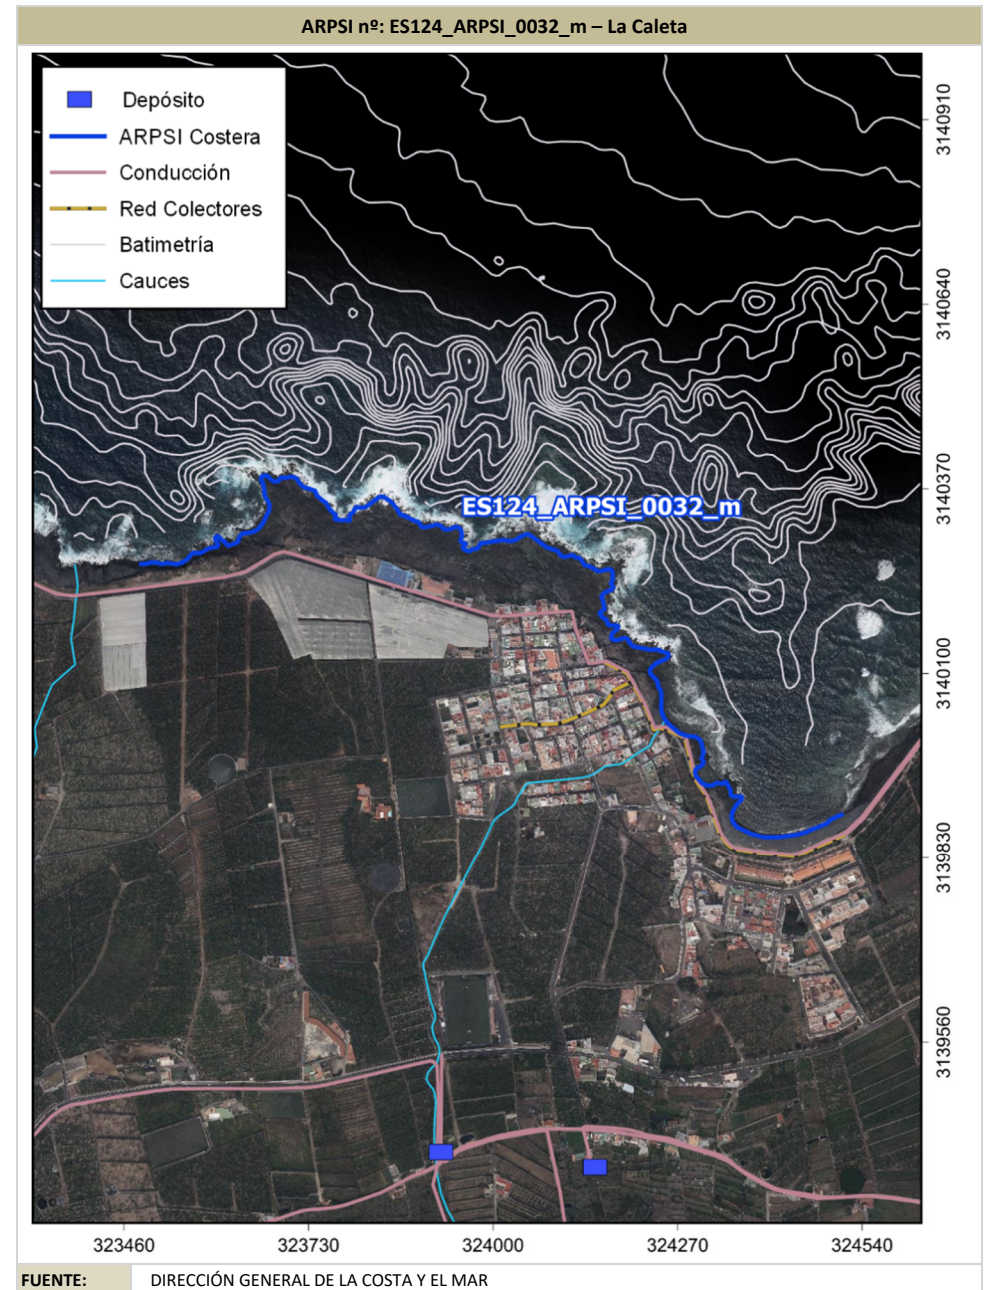 ARPSI nº: ES124_ARPSI_0032_m – La Caleta
Depósito
ARPSI Costera
Conducción
Red Colectores
Batimetría
Cauces
ES124_ARPSI_0032_m
3140910
3140640
3140370
3140100
3139830
3139560
323460 323730 324000 324270 324540
FUENTE: DIRECCIÓN GENERAL DE LA COSTA Y EL MAR